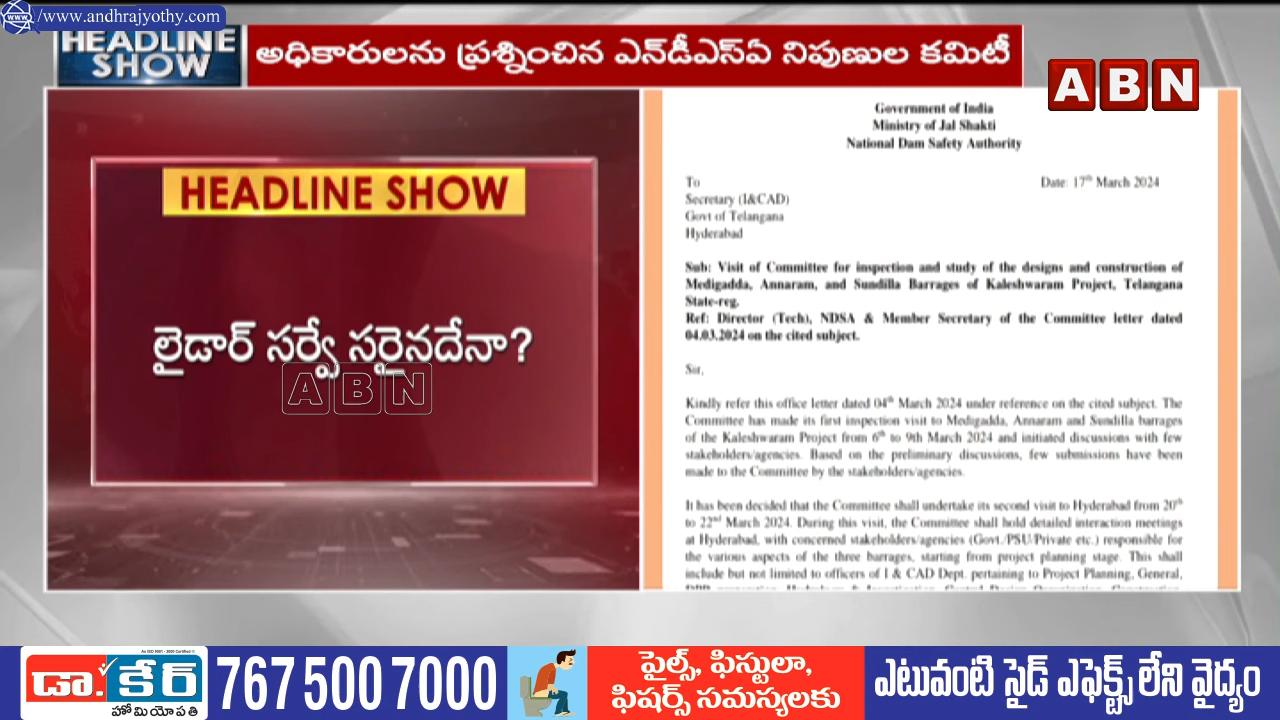 www./www.andhrajyothy.com
HEADLINE
SHOW
అధికారులను ప్రశ్నించిన ఎన్‌డీఎస్ఏ నిపుణుల కమిటీ
ABN
HEADLINE SHOW
లైడార్ సర్వే సరైనదేనా?
ABN
Government of India
Ministry of Jal Shakti
National Dam Safety Authority
To
Date: 17th March 2024
Secretary (I&CAD)
Govt of Telangana
Hyderabad
Sub: Visit of Committee for inspection and study of the designs and construction of
Medigadda, Annaram, and Sundilla Barrages of Kaleshwaram Project, Telangana
State-reg.
Ref: Director (Tech), NDSA & Member Secretary of the Committee letter dated
04.03.2024 on the cited subject.
Sir,
Kindly refer this office letter dated 04th March 2024 under reference on the cited subject. The
Committee has made its first inspection visit to Medigadda, Annaram and Sundilla barrages
of the Kaleshwaram Project from 6th to 9th March 2024 and initiated discussions with few
stakeholders/agencies. Based on the preliminary discussions, few submissions have been
made to the Committee by the stakeholders/agencies.
It has been decided that the Committee shall undertake its second visit to Hyderabad from 20th
to 22nd March 2024. During this visit, the Committee shall hold detailed interaction meetings
at Hyderabad, with concerned stakeholders/agencies (Govt./PSU/Private etc.) responsible for
the various aspects of the three barrages, starting from project planning stage. This shall
include but not limited to officers of I & CAD Dept. pertaining to Project Planning, General,
డా. కేర్
హోమియోపతి
767 500 7000
పైల్స్, ఫిస్టులా,
ఫిషర్స్ సమస్యలకు
ఎటువంటి సైడ్ ఎఫెక్ట్స్ లేని వైద్యం